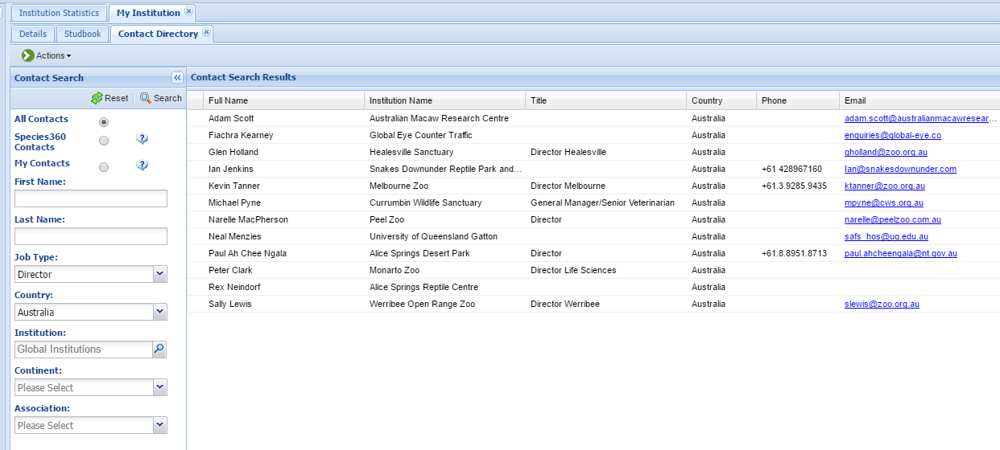 Institution Statistics My Institution
Details Studbook Contact Directory
Actions
Contact Search
Reset Search
All Contacts
Species360
Contacts
My Contacts
First Name:
Last Name:
Job Type:
Director
Country:
Australia
Institution:
Global Institutions
Continent:
Please Select
Association:
Please Select
Contact Search Results
Full Name Institution Name Title Country Phone Email
Adam Scott Australian Macaw Research Centre Australia adam.scott@australianmacawresear...
Fiachra Kearney Global Eye Counter Traffic Australia enquiries@global-eye.co
Glen Holland Healesville Sanctuary Director Healesville Australia gholland@zoo.org.au
Ian Jenkins Snakes Downunder Reptile Park and... Australia +61 428967160 Ian@snakesdownunder.com
Kevin Tanner Melbourne Zoo Director Melbourne Australia +61.3.9285.9435 ktanner@zoo.org.au
Michael Pyne Currumbin Wildlife Sanctuary General Manager/Senior Veterinarian Australia mpyne@cws.org.au
Narelle MacPherson Peel Zoo Director Australia narelle@peelzoo.com.au
Neal Menzies University of Queensland Gatton Australia safs_hos@uq.edu.au
Paul Ah Chee Ngala Alice Springs Desert Park Director Australia +61.8.8951.8713 paul.ahcheengala@nt.gov.au
Peter Clark Monarto Zoo Director Life Sciences Australia
Rex Neindorf Alice Springs Reptile Centre Australia
Sally Lewis Werribee Open Range Zoo Director Werribee Australia slewis@zoo.org.au